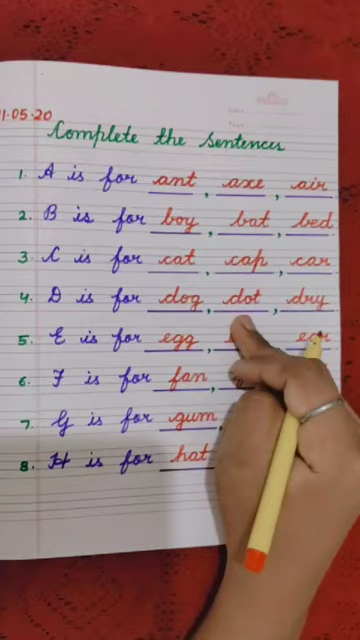 11.05.20
Complete the Sentences
1. A is for ant, axe, air.
2. B is for boy, bat, bed.
3. C is for cat, cap, car.
4. D is for dog, dot, dry.
5. E is for egg, ear
6. F is for fan,
7. G is for gum,
8. H is for hat